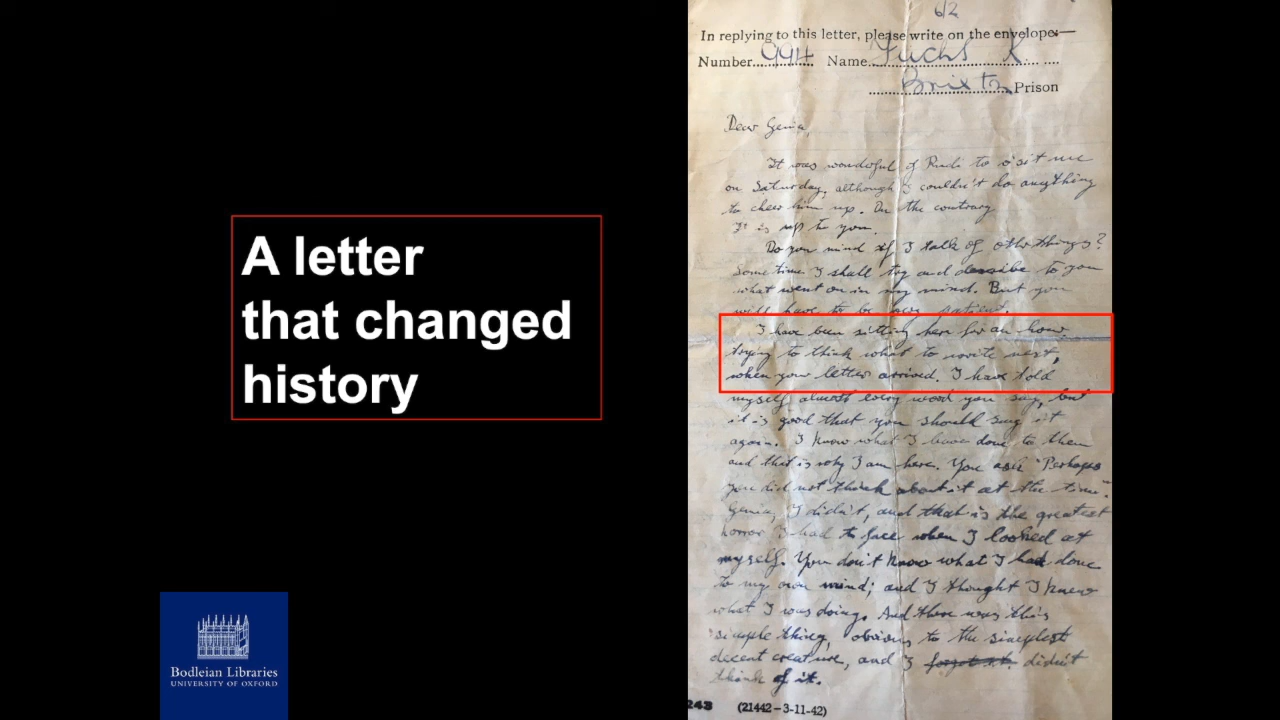 A letter
that changed
history
Bodleian Libraries
UNIVERSITY OF OXFORD
6/2
In replying to this letter, please write on the envelope:—
Number 994 Name Fuchs K
Brixton Prison
Dear Genia,
It was wonderful of Rudi to visit me
on Saturday, although I couldn't do anything
to cheer him up. On the contrary.
It is up to you.
Do you mind if I talk of other things?
Sometime I shall try and describe to you
what went on in my mind. But you
will have to be very patient.
I have been sitting here for an hour
trying to think what to write next,
when your letter arrived. I have told
myself almost every word you say, but
it is good that you should say it
again. I know what I have done to them
and that is why I am here. You ask "Perhaps
you did not think about it at the time."
Genia, I didn't, and that is the greatest
horror I had to face when I looked at
myself. You don't know what I had done
to my own mind; and I thought I knew
what I was doing. And there was this
simple thing, obvious to the simplest
decent creature, and I didn't
think of it.
243 (21442–3-11-42)